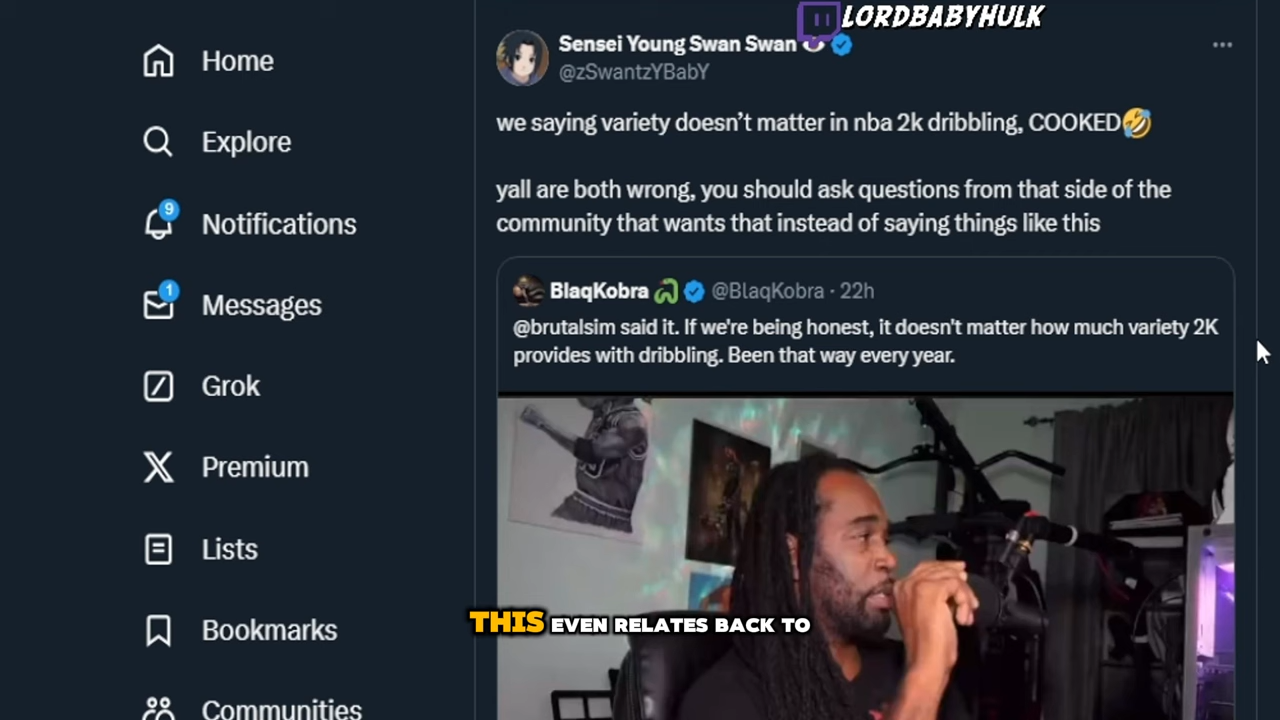 LORDBABYHULK
Home
Explore
9
Notifications
1
Messages
Grok
Premium
Lists
Bookmarks
Communities
Sensei Young Swan Swan
@zSwantzYBabY
we saying variety doesn't matter in nba 2k dribbling, COOKED🤣
yall are both wrong, you should ask questions from that side of the
community that wants that instead of saying things like this
BlaqKobra @BlaqKobra · 22h
@brutalsim said it. If we're being honest, it doesn't matter how much variety 2K
provides with dribbling. Been that way every year.
THIS EVEN RELATES BACK TO